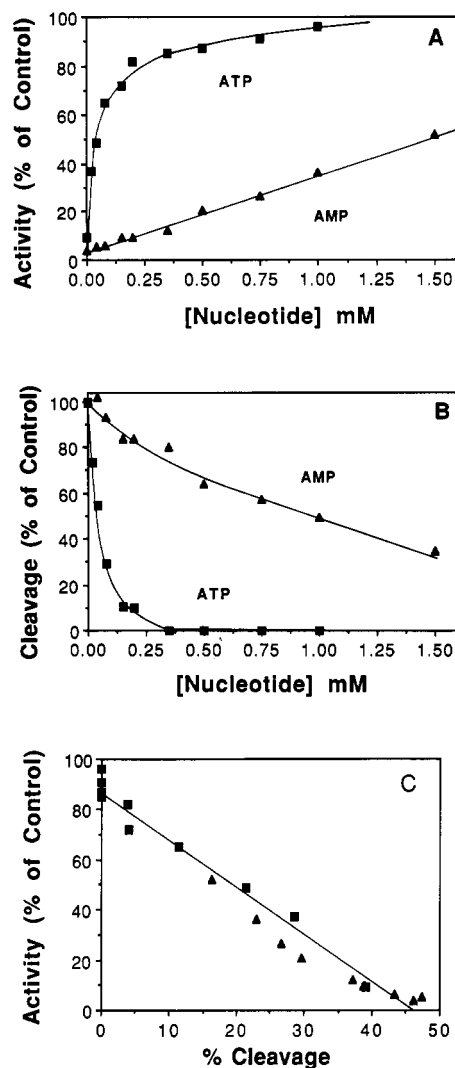 A
Activity (% of Control)
100
80
60
40
20
0
ATP
AMP
0.00 0.25 0.50 0.75 1.00 1.25 1.50
[Nucleotide] mM
B
Cleavage (% of Control)
100
80
60
40
20
0
AMP
ATP
0.00 0.25 0.50 0.75 1.00 1.25 1.50
[Nucleotide] mM
C
Activity (% of Control)
100
80
60
40
20
0
0 10 20 30 40 50
% Cleavage